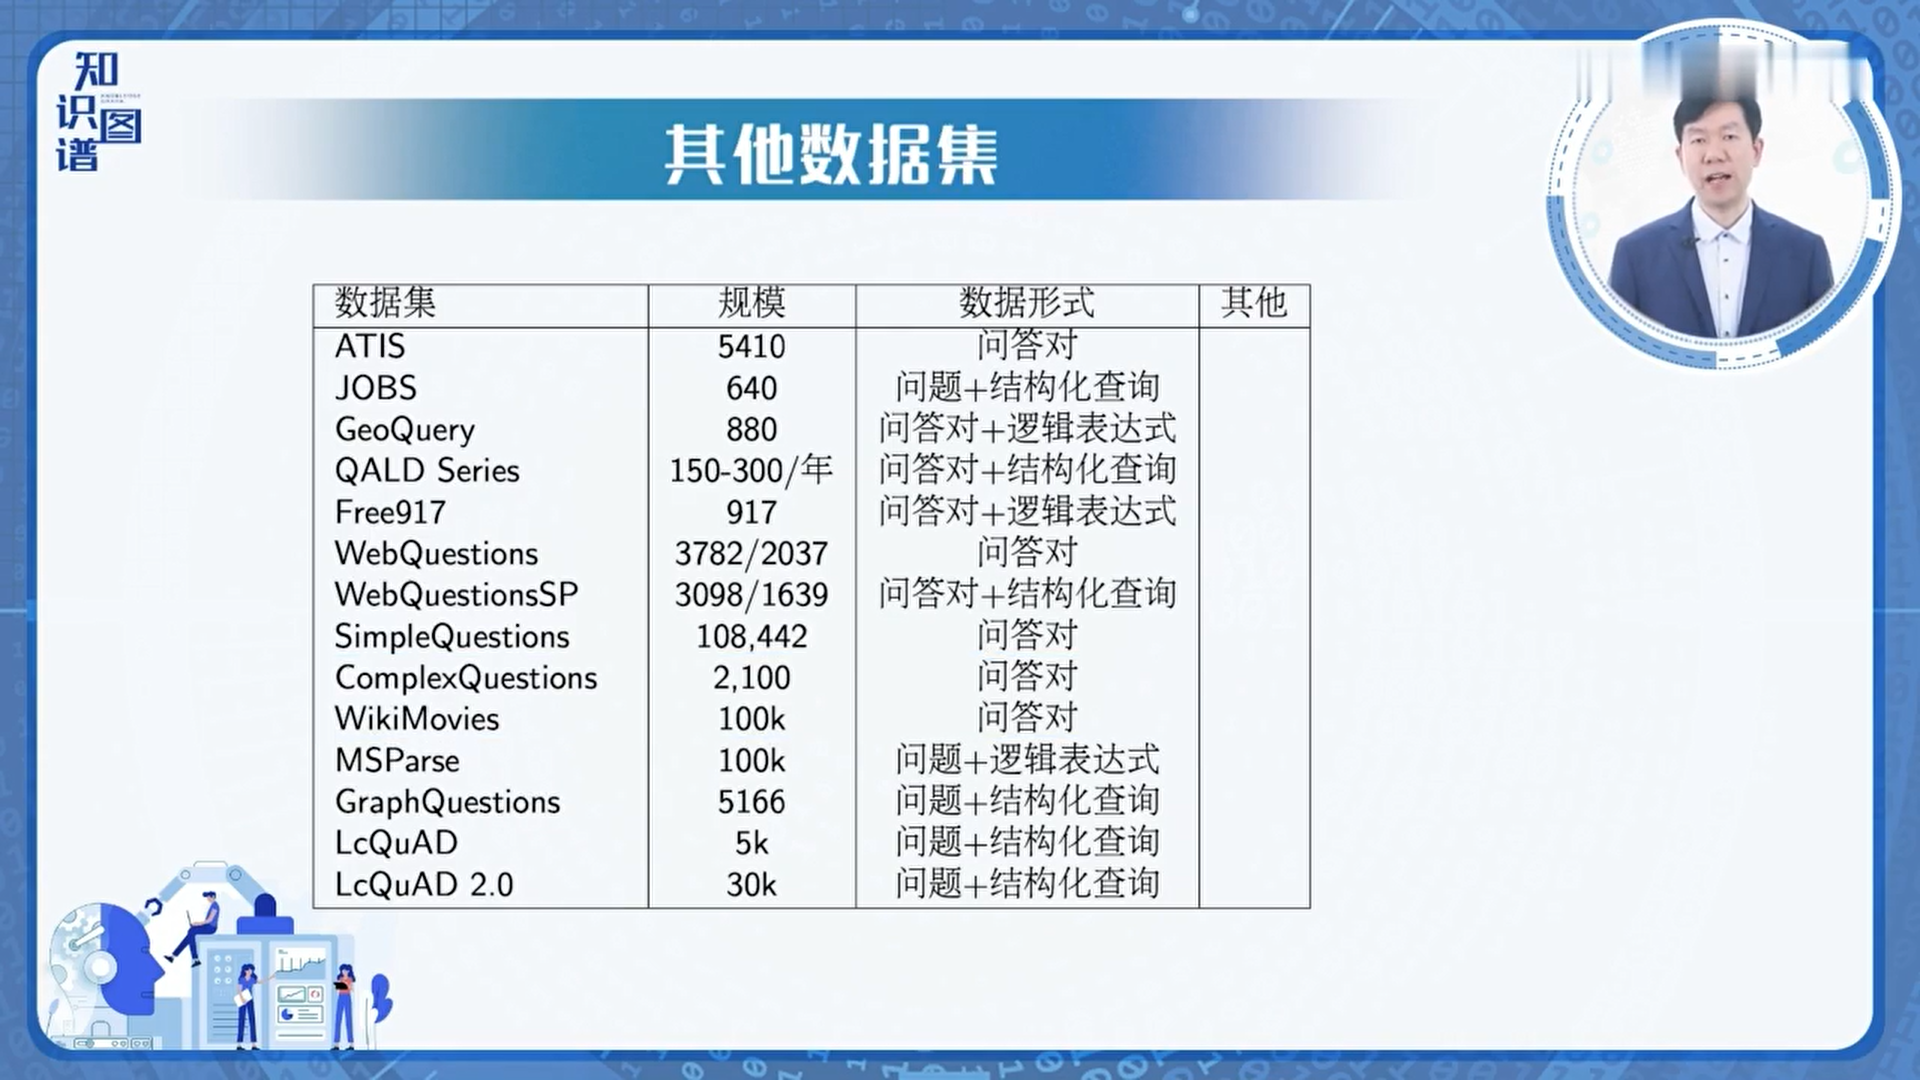 知识图谱
其他数据集
数据集 规模 数据形式 其他
ATIS 5410 问答对
JOBS 640 问题+结构化查询
GeoQuery 880 问答对+逻辑表达式
QALD Series 150-300/年 问答对+结构化查询
Free917 917 问答对+逻辑表达式
WebQuestions 3782/2037 问答对
WebQuestionsSP 3098/1639 问答对+结构化查询
SimpleQuestions 108,442 问答对
ComplexQuestions 2,100 问答对
WikiMovies 100k 问答对
MSParse 100k 问题+逻辑表达式
GraphQuestions 5166 问题+结构化查询
LcQuAD 5k 问题+结构化查询
LcQuAD 2.0 30k 问题+结构化查询